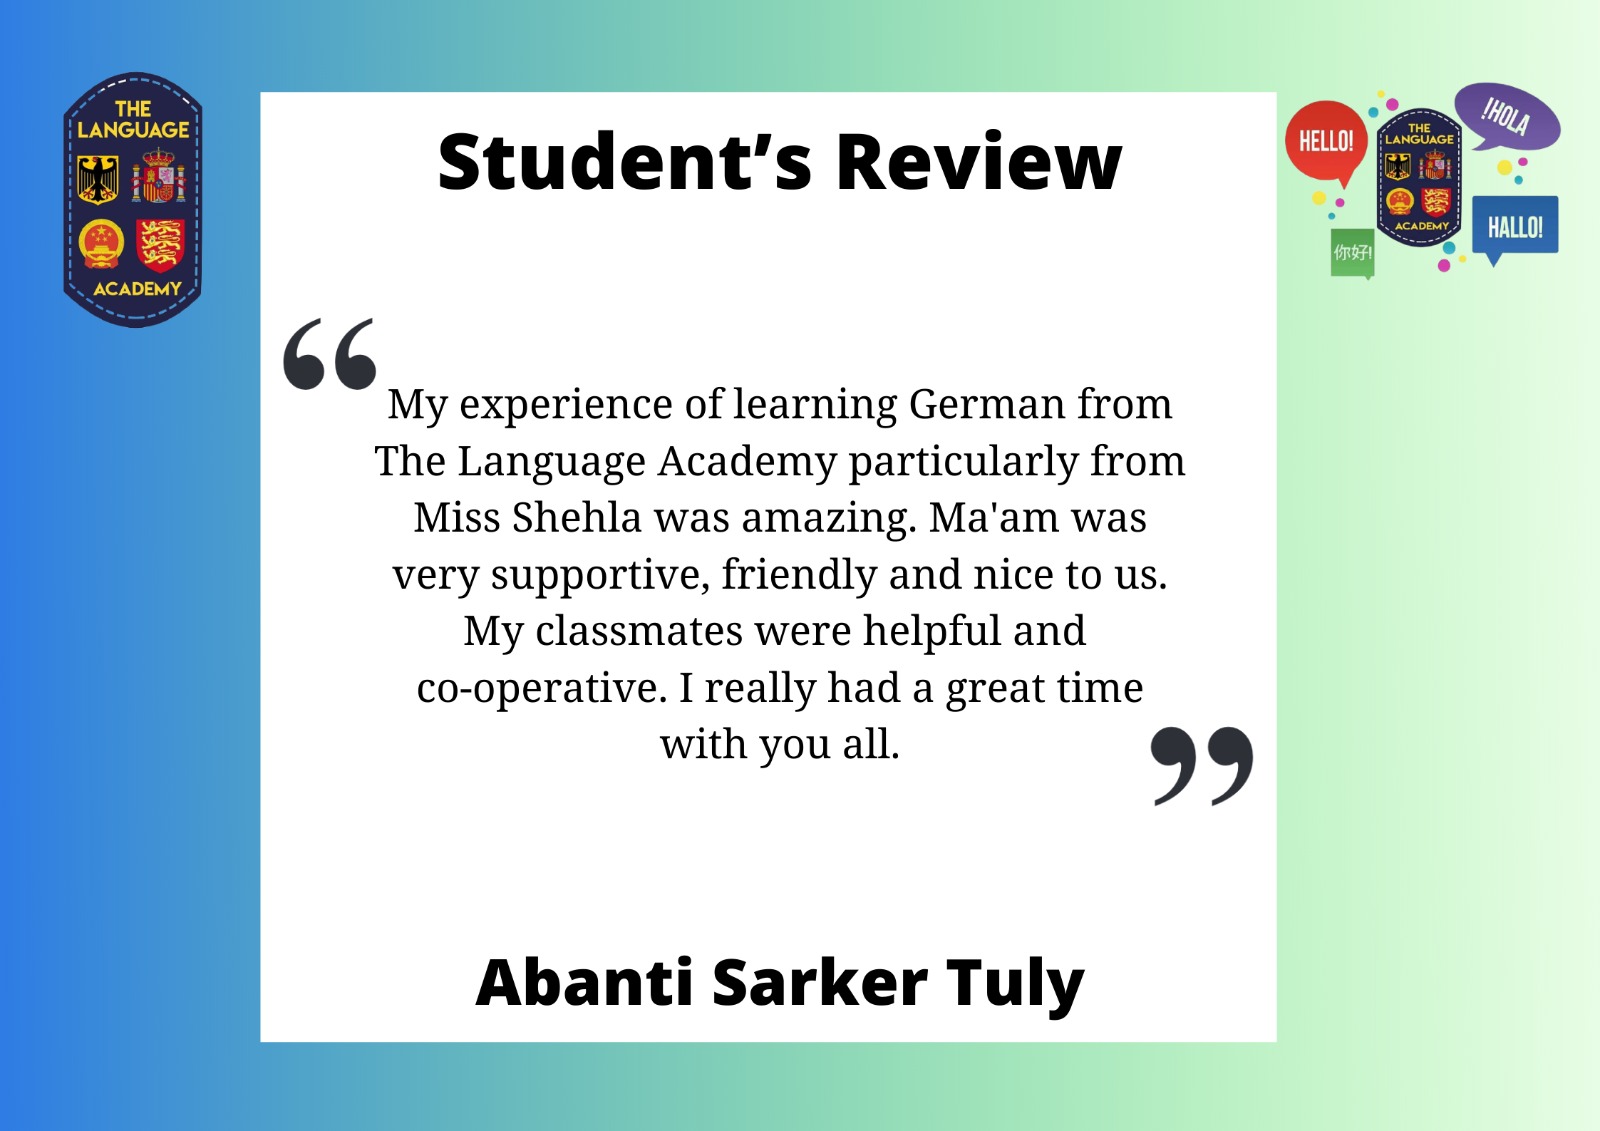 THE
LANGUAGE
ACADEMY
Student’s Review
HELLO!
THE
LANGUAGE
ACADEMY
!HOLA
HALLO!
你好!
“
My experience of learning German from
The Language Academy particularly from
Miss Shehla was amazing. Ma'am was
very supportive, friendly and nice to us.
My classmates were helpful and
co-operative. I really had a great time
with you all.
”
Abanti Sarker Tuly